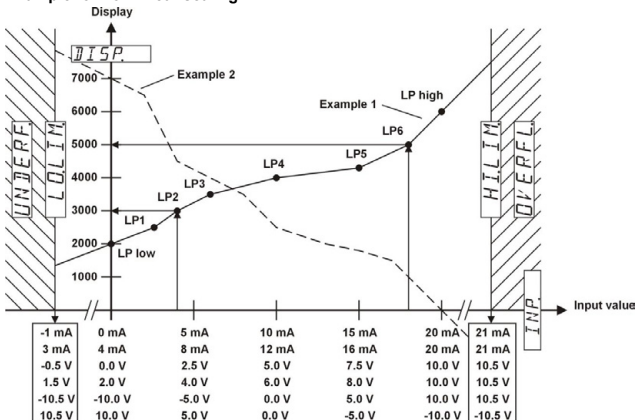 Display
DISP.
7000
6000
5000
4000
3000
2000
1000
Example 2
Example 1
LP high
LP6
LP5
LP4
LP3
LP2
LP1
LP low
UNDERF.
LO.LIM.
HI.LIM.
OVERFL.
INP.
Input value
-1 mA 0 mA 5 mA 10 mA 15 mA 20 mA 21 mA
3 mA 4 mA 8 mA 12 mA 16 mA 20 mA 21 mA
-0.5 V 0.0 V 2.5 V 5.0 V 7.5 V 10.0 V 10.5 V
1.5 V 2.0 V 4.0 V 6.0 V 8.0 V 10.0 V 10.5 V
-10.5 V -10.0 V -5.0 V 0.0 V 5.0 V 10.0 V 10.5 V
10.5 V 10.0 V 5.0 V 0.0 V -5.0 V -10.0 V -10.5 V